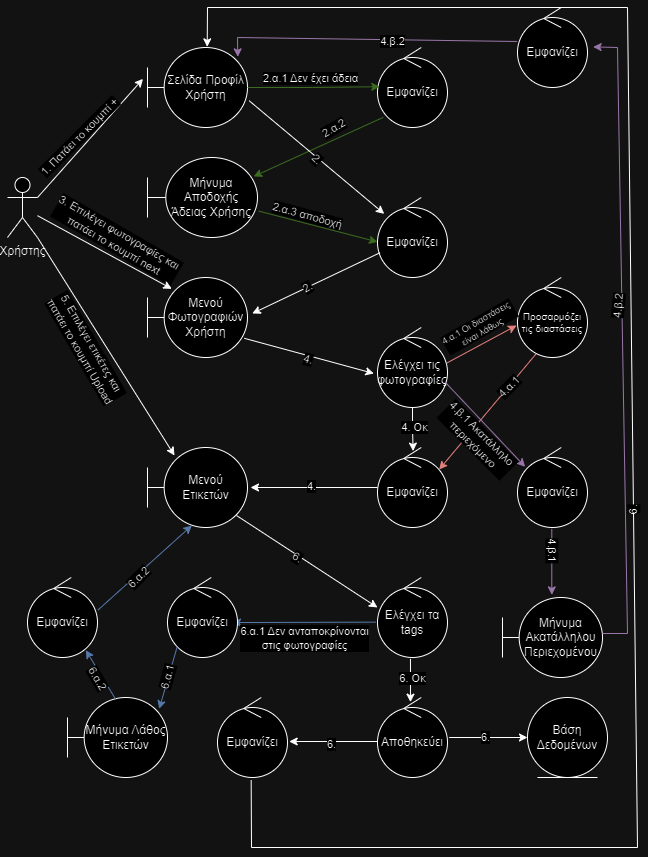 4.β.2
Εμφανίζει
Σελίδα Προφίλ
Χρήστη
2.α.1 Δεν έχει άδεια
Εμφανίζει
1. Πατάει το κουμπί +
2.α.2
2.
Μήνυμα
Αποδοχής
Άδειας Χρήσης
2.α.3 αποδοχή
Εμφανίζει
Χρήστης
3. Επιλέγει φωτογραφίες και
πατάει το κουμπί next
2.
Μενού
Φωτογραφιών
Χρήστη
4.β.2
Προσαρμόζει
τις διαστάσεις
4.α.1 Οι διαστάσεις
είναι λάθως
4.
Ελέγχει τις
φωτογραφίες
5. Επιλέγει ετικέτες και
πατάει το κουμπί Upload
4.α.1
4. Οκ
4.β.1 Ακατάλληλο
περιεχόμενο
Μενού
Ετικετών
4.
Εμφανίζει
Εμφανίζει
9.
6.
4.β.1
6.α.2
Εμφανίζει
Εμφανίζει
6.α.1 Δεν ανταποκρίνονται
στις φωτογραφίες
Ελέγχει τα
tags
Μήνυμα
Ακατάλληλου
Περιεχομένου
6.α.2
6.α.1
6. Οκ
Μήνυμα Λάθος
Ετικετών
Εμφανίζει
6.
Αποθηκεύει
6.
Βάση
Δεδομένων